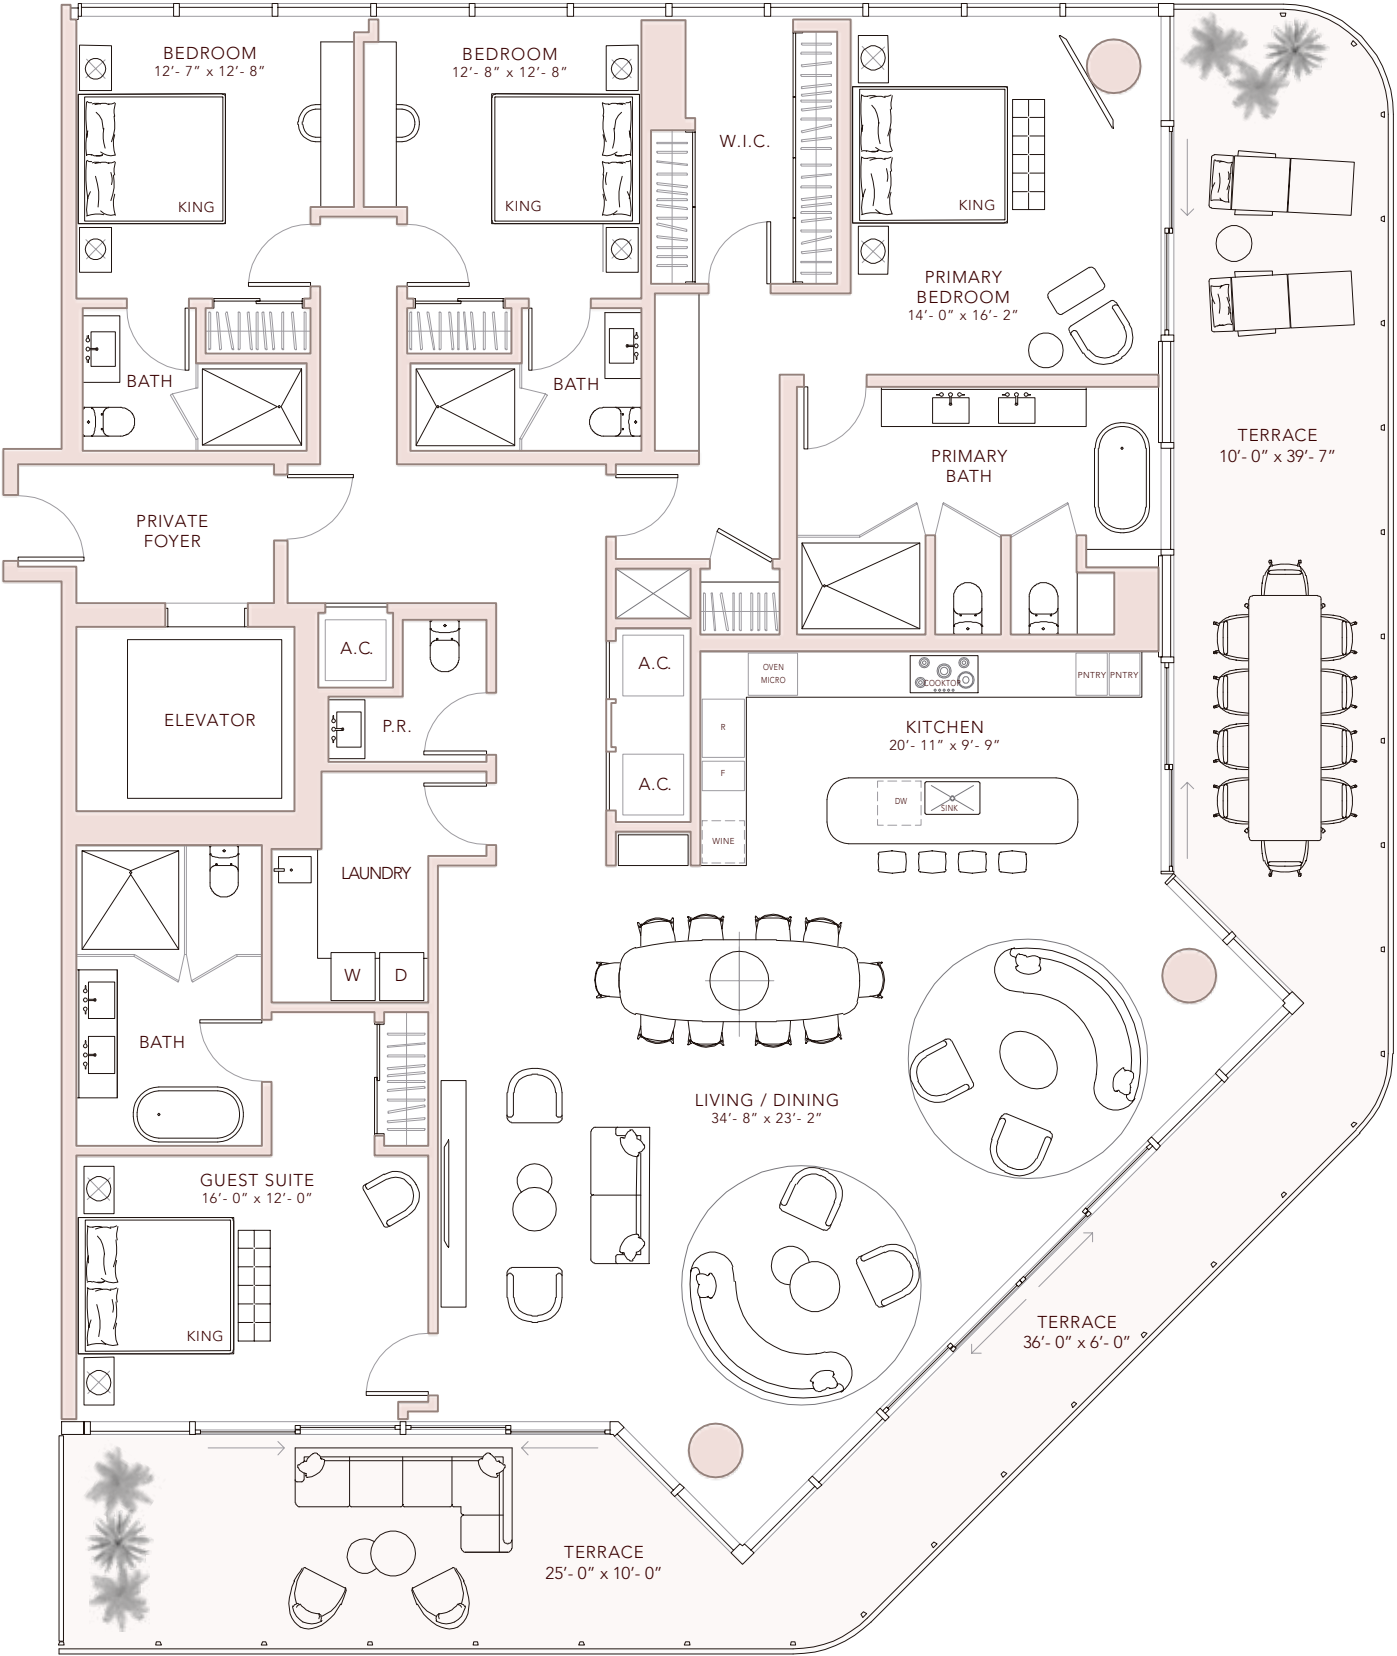 BEDROOM
12’- 7” x 12’- 8”
KING
BEDROOM
12’- 8” x 12’- 8”
KING
W.I.C.
KING
PRIMARY
BEDROOM
14’- 0” x 16’- 2”
BATH
BATH
TERRACE
10’- 0” x 39’- 7”
PRIMARY
BATH
PRIVATE
FOYER
A.C.
A.C.
OVEN
MICRO
COOKTOP
PNTRY
PNTRY
ELEVATOR
P.R.
R
KITCHEN
20’- 11” x 9’- 9”
F
A.C.
DW
SINK
WINE
LAUNDRY
W
D
BATH
LIVING / DINING
34’- 8” x 23’- 2”
GUEST SUITE
16’- 0” x 12’- 0”
KING
TERRACE
36’- 0” x 6’- 0”
TERRACE
25’- 0” x 10’- 0”